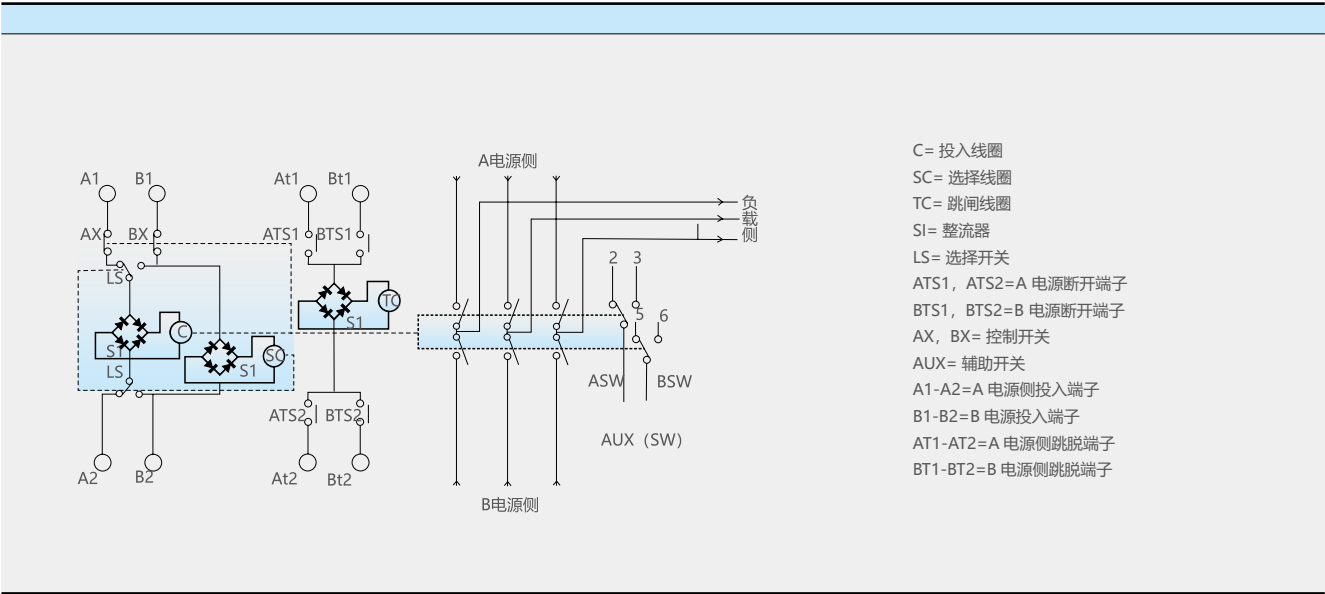 A电源侧
A1 B1 At1 Bt1
AX BX ATS1 BTS1
负
载
侧
LS
2 3
TC
S1
5 6
C
S1
SC
S1
LS
ASW BSW
ATS2 BTS2
AUX（SW）
A2 B2 At2 Bt2
B电源侧
C= 投入线圈
SC= 选择线圈
TC= 跳闸线圈
SI= 整流器
LS= 选择开关
ATS1，ATS2=A 电源断开端子
BTS1，BTS2=B 电源断开端子
AX，BX= 控制开关
AUX= 辅助开关
A1-A2=A 电源侧投入端子
B1-B2=B 电源投入端子
AT1-AT2=A 电源侧跳脱端子
BT1-BT2=B 电源侧跳脱端子